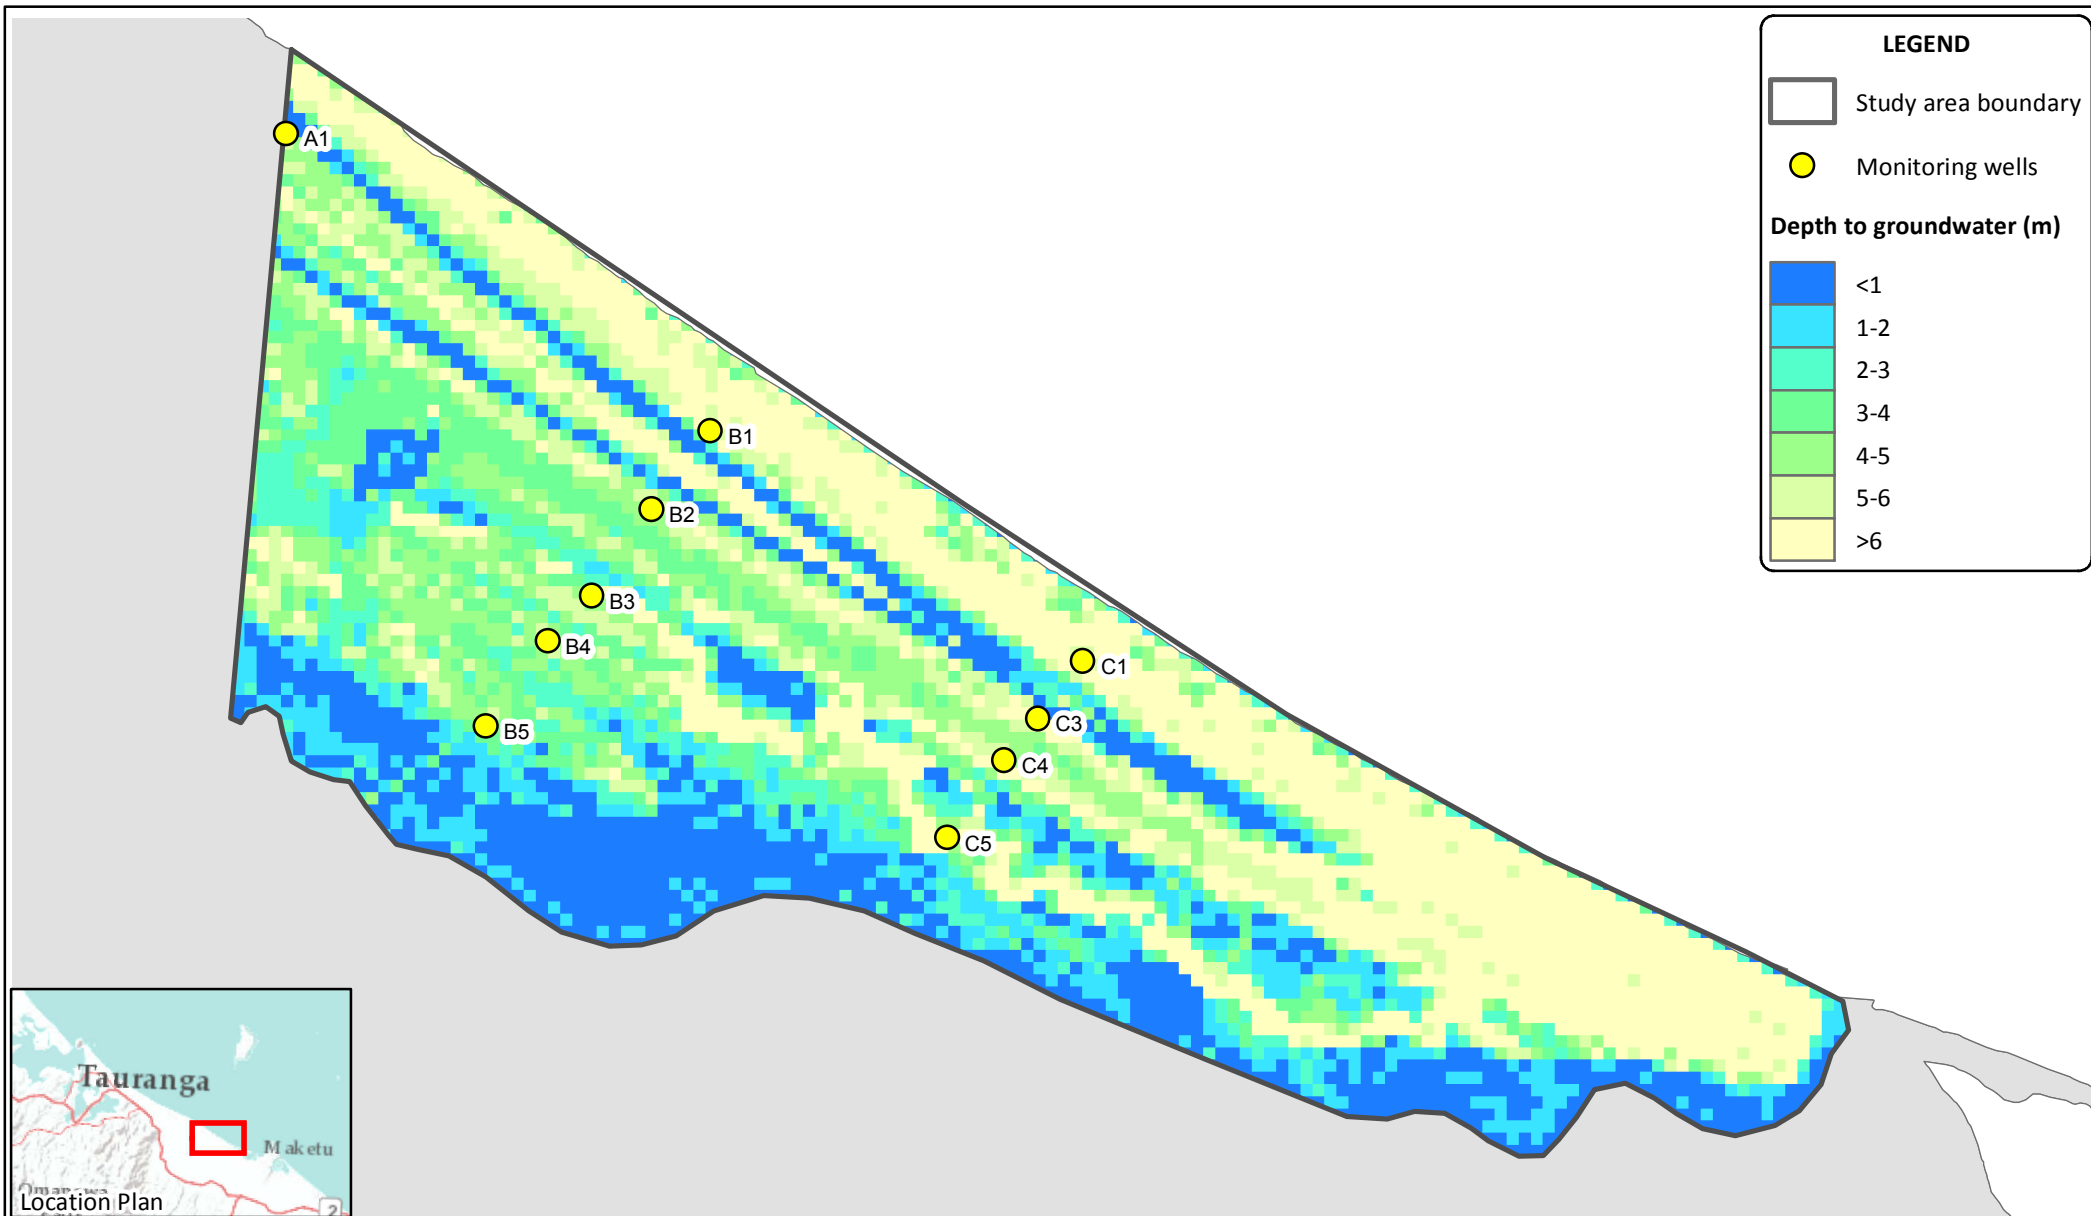 LEGEND
Study area boundary
Monitoring wells
Depth to groundwater (m)
<1
1-2
2-3
3-4
4-5
5-6
>6
A1
B1
B2
B3
B4
B5
C1
C3
C4
C5
Tauranga
Maketu
Location Plan
2